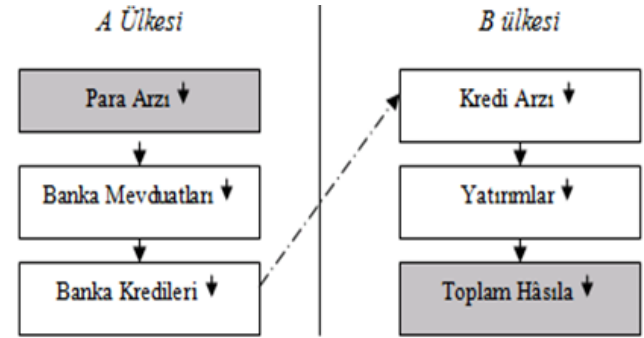 A Ülkesi
Para Arzı ↓
Banka Mevduatları ↓
Banka Kredileri ↓
B ülkesi
Kredi Arzı ↓
Yatırımlar ↓
Toplam Hâsıla ↓